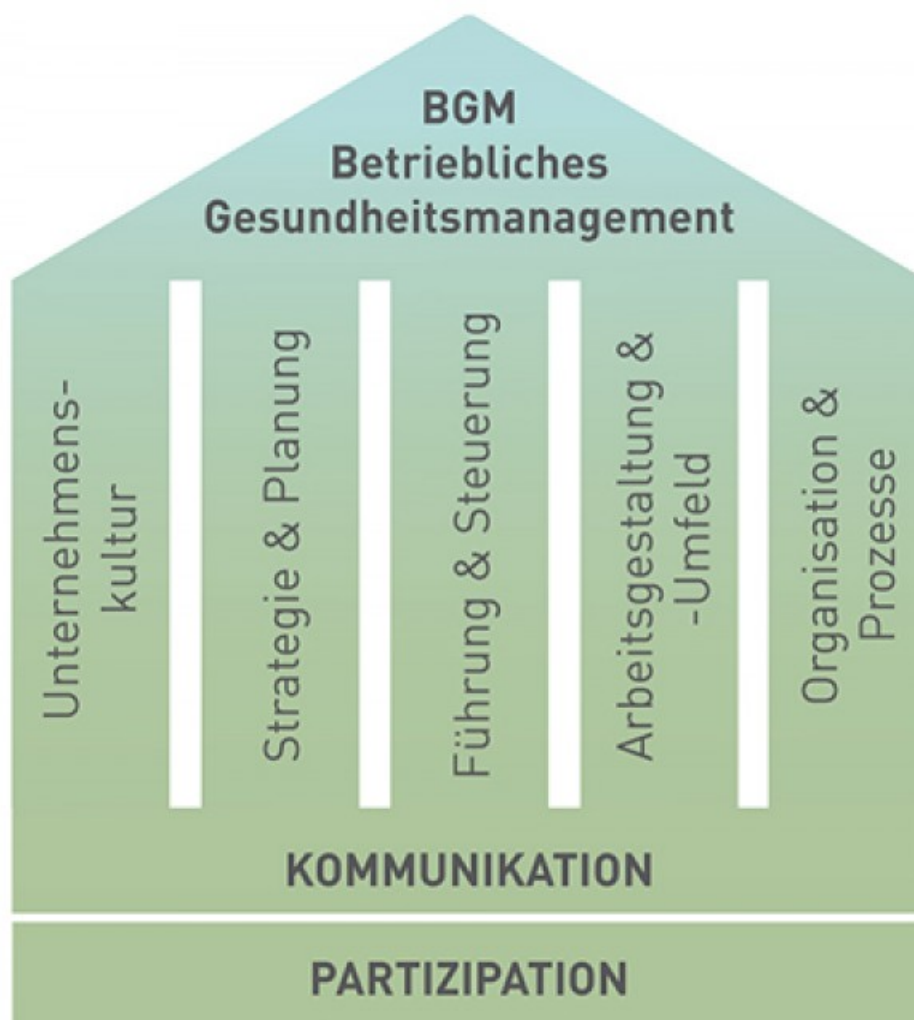 BGM
Betriebliches
Gesundheitsmanagement
Unternehmens-
kultur
Strategie & Planung
Führung & Steuerung
Arbeitsgestaltung &
-Umfeld
Organisation &
Prozesse
KOMMUNIKATION
PARTIZIPATION